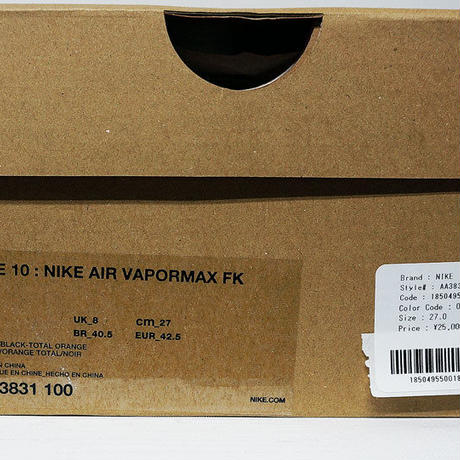 E 10 : NIKE AIR VAPORMAX FK
UK_8 cm_27
BR_40.5 EUR_42.5
BLACK-TOTAL ORANGE
/ORANGE TOTAL/NOIR
IN CHINA
UE EN CHINE_HECHO EN CHINA
3831 100
NIKE.COM
Brand : NIKE
Style# : AA383
Code : 1850495
Color Code : 0
Size : 27.0
Price : ¥25,00
18504955001